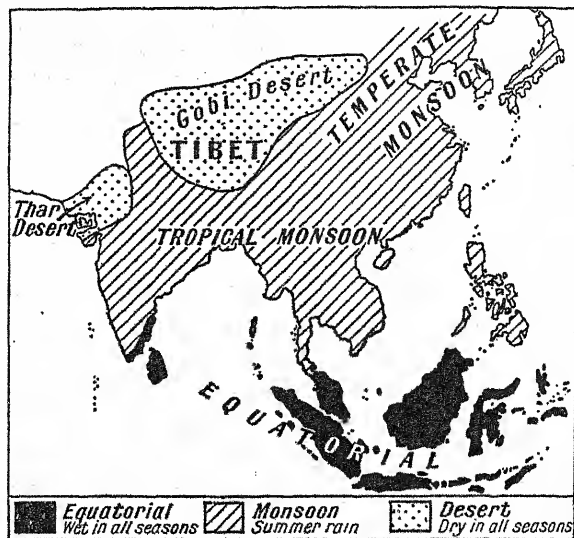 Gobi Desert
TIBET
TEMPERATE
MONSOON
Thar
Desert
TROPICAL MONSOON
EQUATORIAL
Equatorial
Wet in all seasons
Monsoon
Summer rain
Desert
Dry in all seasons